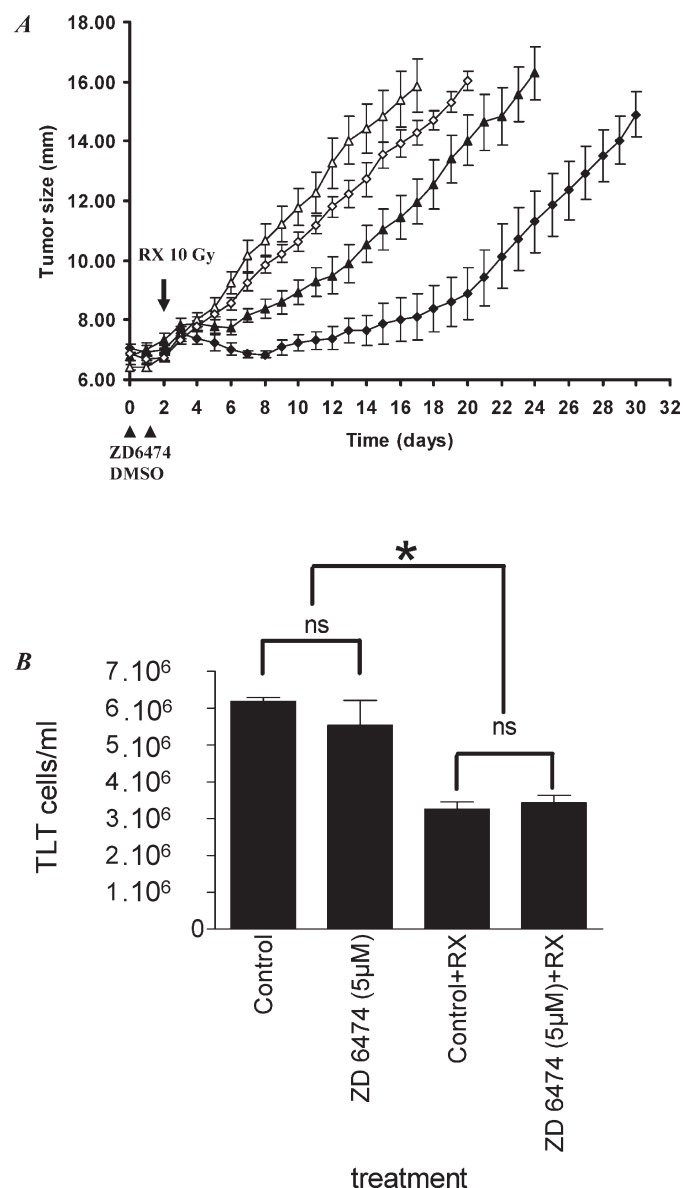 A
18.00
16.00
14.00
12.00
10.00
8.00
6.00
Tumor size (mm)
RX 10 Gy
0 2 4 6 8 10 12 14 16 18 20 22 24 26 28 30 32
Time (days)
ZD6474
DMSO
*
B
ns
ns
7.10⁶
6.10⁶
5.10⁶
4.10⁶
3.10⁶
2.10⁶
1.10⁶
0
TLT cells/ml
Control
ZD 6474 (5µM)
Control+RX
ZD 6474 (5µM)+RX
treatment